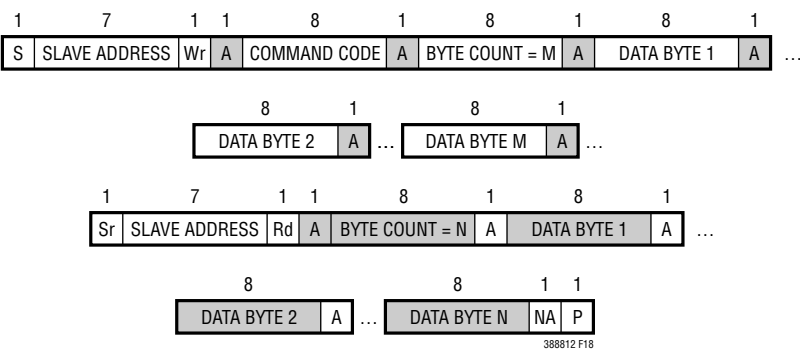 1 7 1 1 8 1 8 1 8 1
S SLAVE ADDRESS Wr A COMMAND CODE A BYTE COUNT = M A DATA BYTE 1 A …
8 1 8 1
DATA BYTE 2 A … DATA BYTE M A …
1 7 1 1 8 1 8 1
Sr SLAVE ADDRESS Rd A BYTE COUNT = N A DATA BYTE 1 A …
8 8 1 1
DATA BYTE 2 A … DATA BYTE N NA P
388812 F18